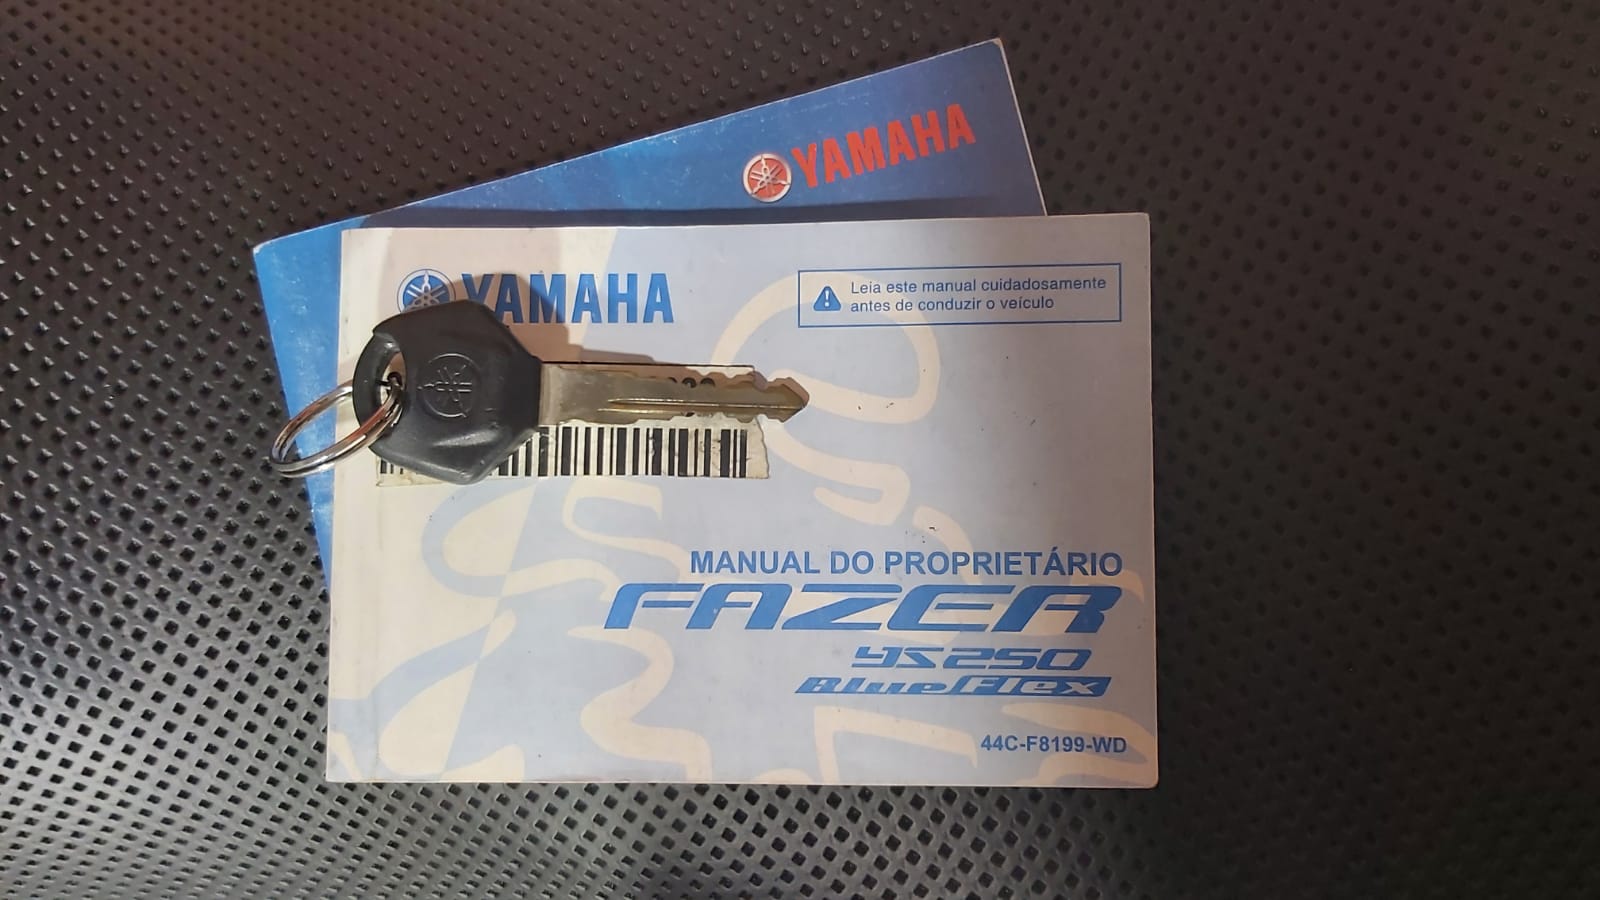 YAMAHA
YAMAHA
Leia este manual cuidadosamente
antes de conduzir o veículo
MANUAL DO PROPRIETÁRIO
FAZER
YS250
BlueFlex
44C-F8199-WD